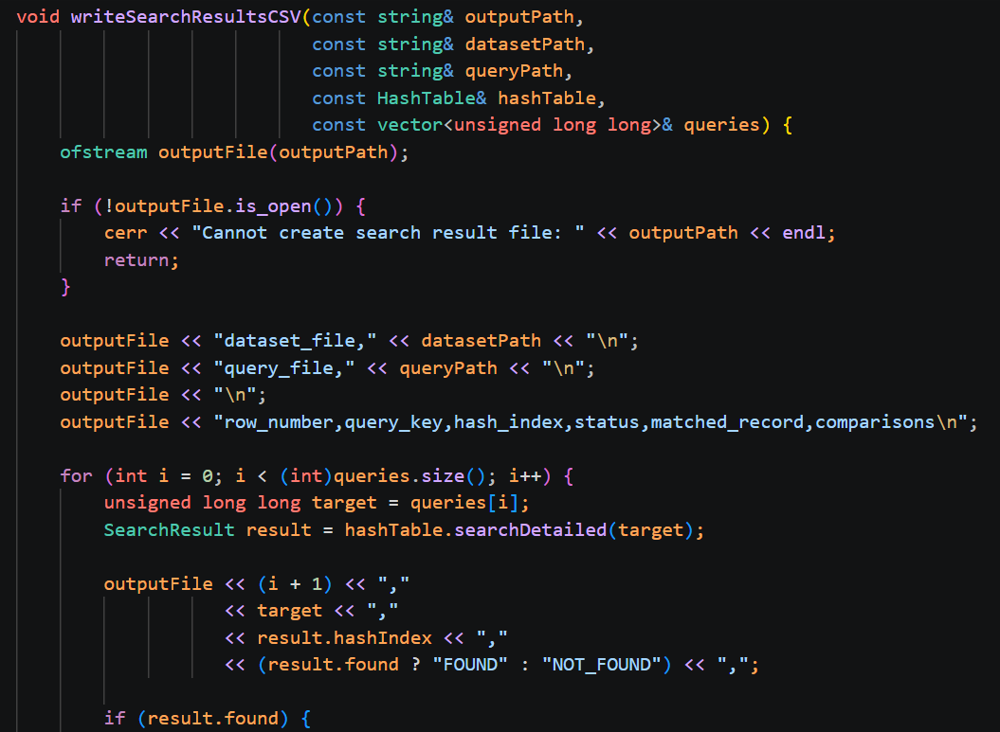 void writeSearchResultsCSV(const string& outputPath,
                           const string& datasetPath,
                           const string& queryPath,
                           const HashTable& hashTable,
                           const vector<unsigned long long>& queries) {
    ofstream outputFile(outputPath);

    if (!outputFile.is_open()) {
        cerr << "Cannot create search result file: " << outputPath << endl;
        return;
    }

    outputFile << "dataset_file," << datasetPath << "\n";
    outputFile << "query_file," << queryPath << "\n";
    outputFile << "\n";
    outputFile << "row_number,query_key,hash_index,status,matched_record,comparisons\n";

    for (int i = 0; i < (int)queries.size(); i++) {
        unsigned long long target = queries[i];
        SearchResult result = hashTable.searchDetailed(target);

        outputFile << (i + 1) << ","
                   << target << ","
                   << result.hashIndex << ","
                   << (result.found ? "FOUND" : "NOT_FOUND") << ",";

        if (result.found) {